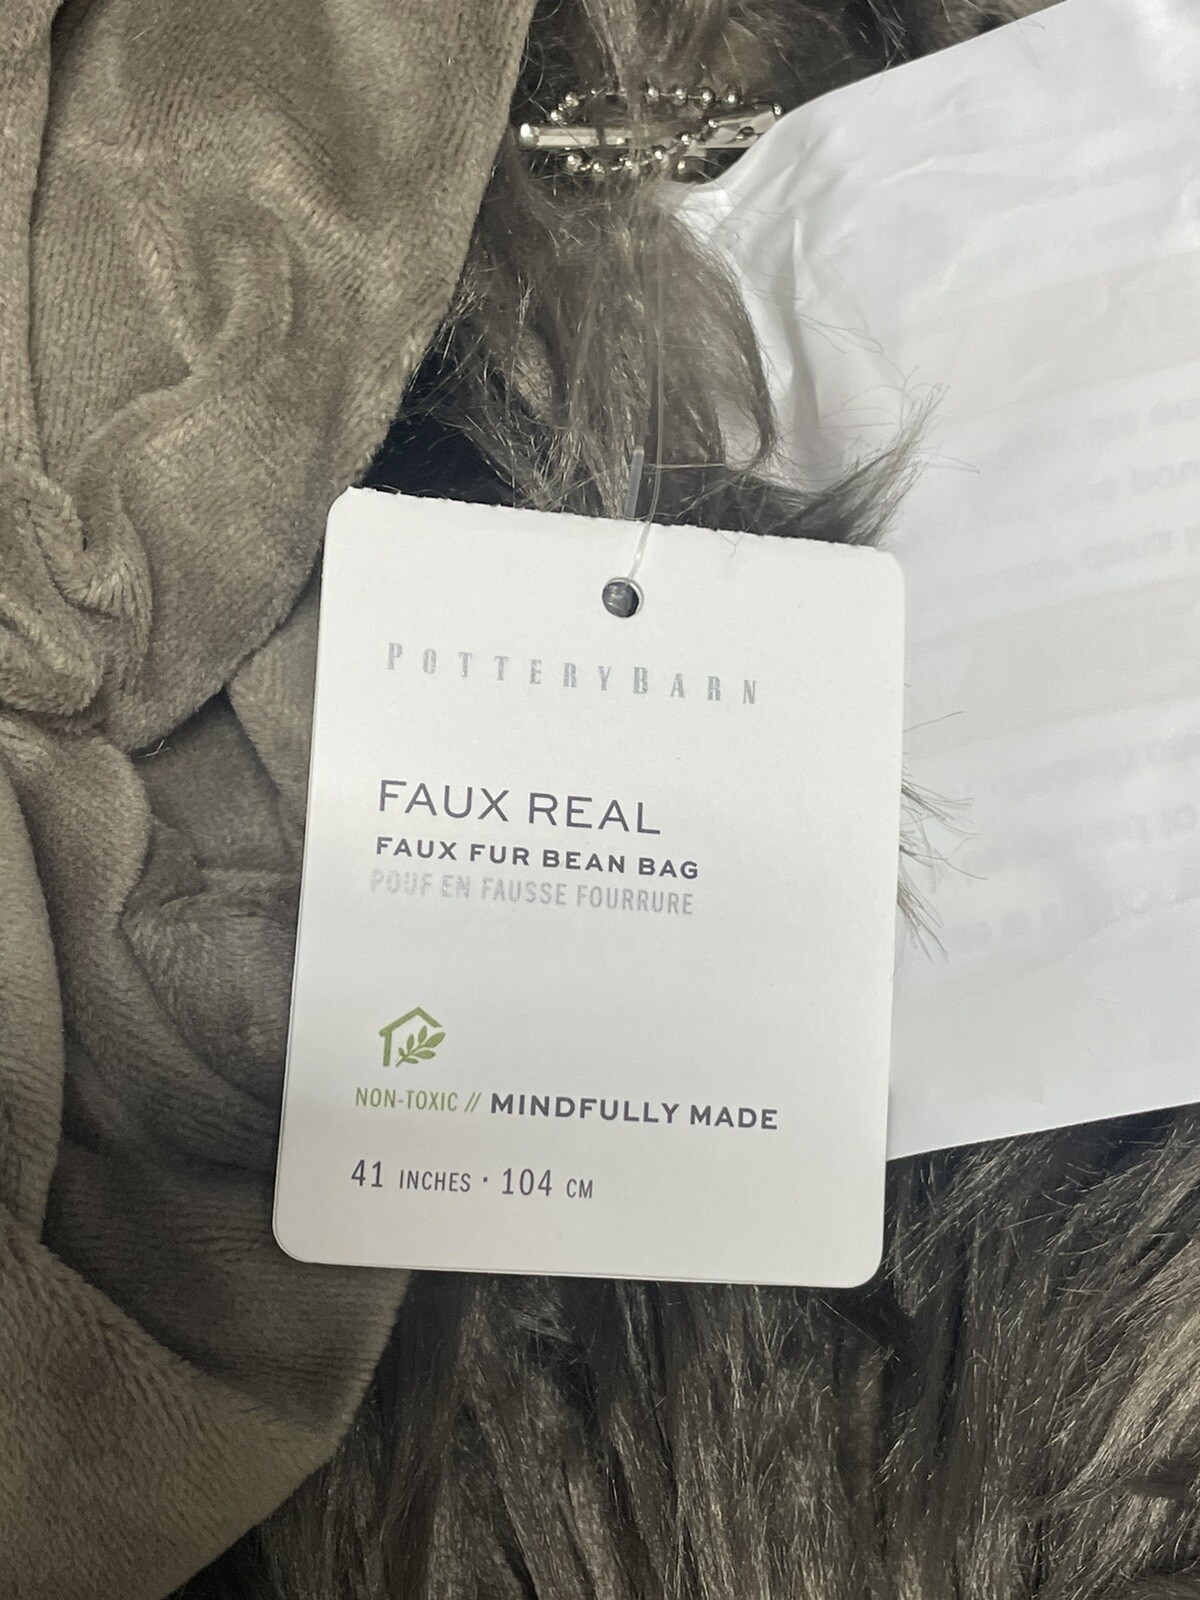 POTTERYBARN
FAUX REAL
FAUX FUR BEAN BAG
POUF EN FAUSSE FOURRURE
NON-TOXIC // MINDFULLY MADE
41 INCHES · 104 CM